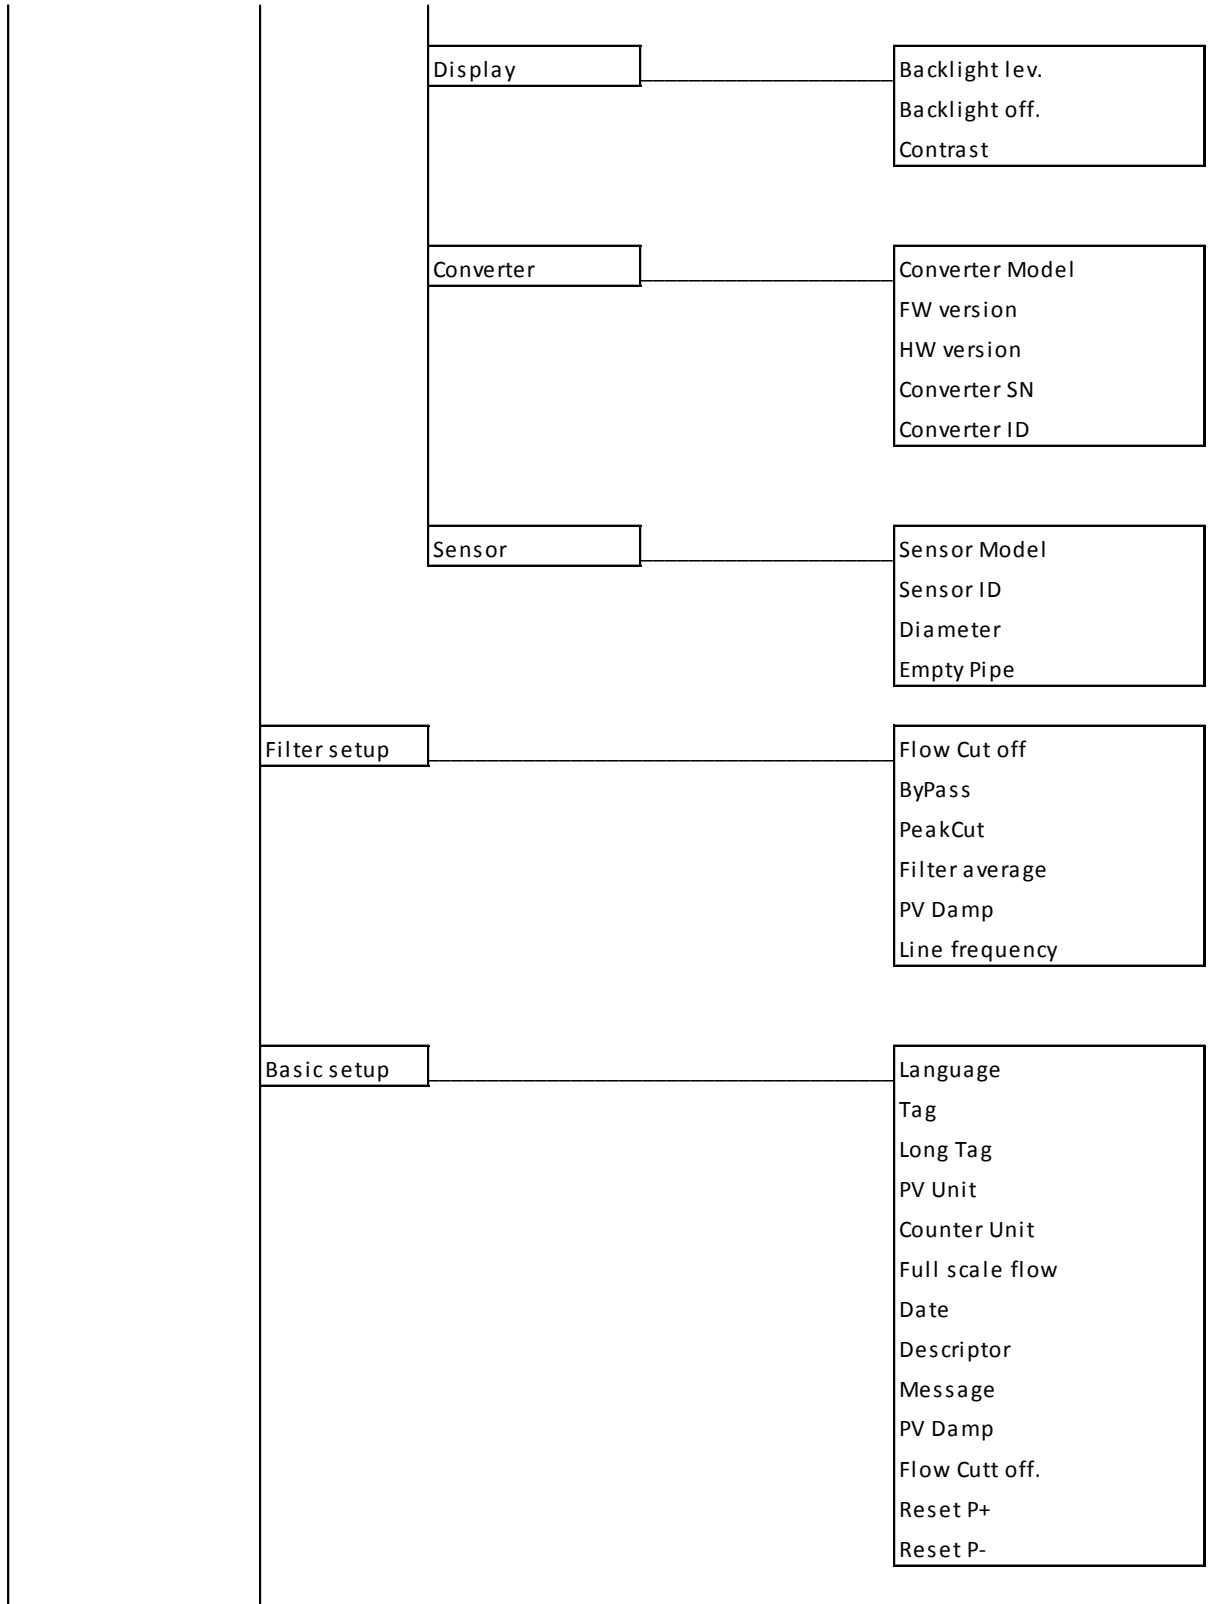 Display
Backlight lev.
Backlight off.
Contrast
Converter
Converter Model
FW version
HW version
Converter SN
Converter ID
Sensor
Sensor Model
Sensor ID
Diameter
Empty Pipe
Filter setup
Flow Cut off
ByPass
PeakCut
Filter average
PV Damp
Line frequency
Basic setup
Language
Tag
Long Tag
PV Unit
Counter Unit
Full scale flow
Date
Descriptor
Message
PV Damp
Flow Cutt off.
Reset P+
Reset P-